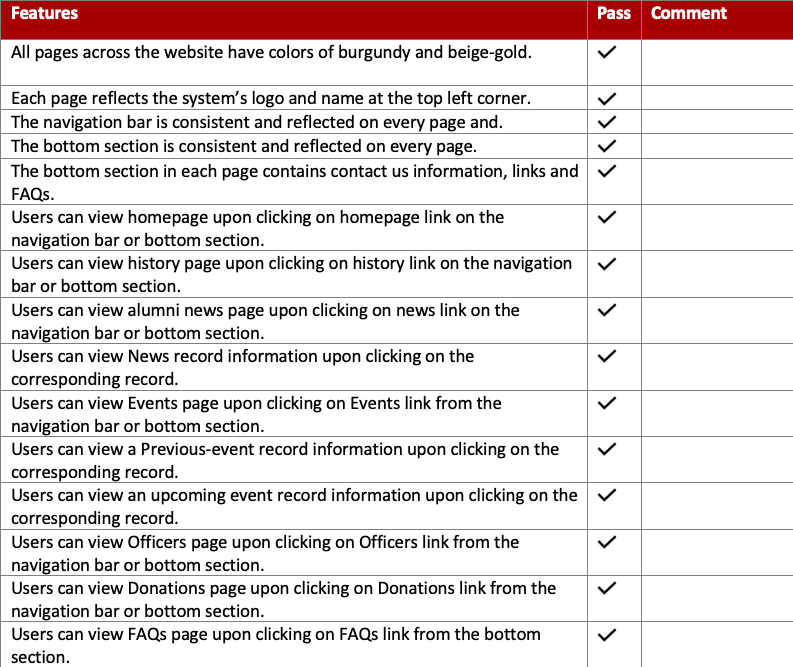 Features Pass Comment
All pages across the website have colors of burgundy and beige-gold. ✓
Each page reflects the system's logo and name at the top left corner. ✓
The navigation bar is consistent and reflected on every page and. ✓
The bottom section is consistent and reflected on every page. ✓
The bottom section in each page contains contact us information, links and ✓
FAQs.
Users can view homepage upon clicking on homepage link on the ✓
navigation bar or bottom section.
Users can view history page upon clicking on history link on the navigation ✓
bar or bottom section.
Users can view alumni news page upon clicking on news link on the ✓
navigation bar or bottom section.
Users can view News record information upon clicking on the ✓
corresponding record.
Users can view Events page upon clicking on Events link from the ✓
navigation bar or bottom section.
Users can view a Previous-event record information upon clicking on the ✓
corresponding record.
Users can view an upcoming event record information upon clicking on the ✓
corresponding record.
Users can view Officers page upon clicking on Officers link from the ✓
navigation bar or bottom section.
Users can view Donations page upon clicking on Donations link from the ✓
navigation bar or bottom section.
Users can view FAQs page upon clicking on FAQs link from the bottom ✓
section.